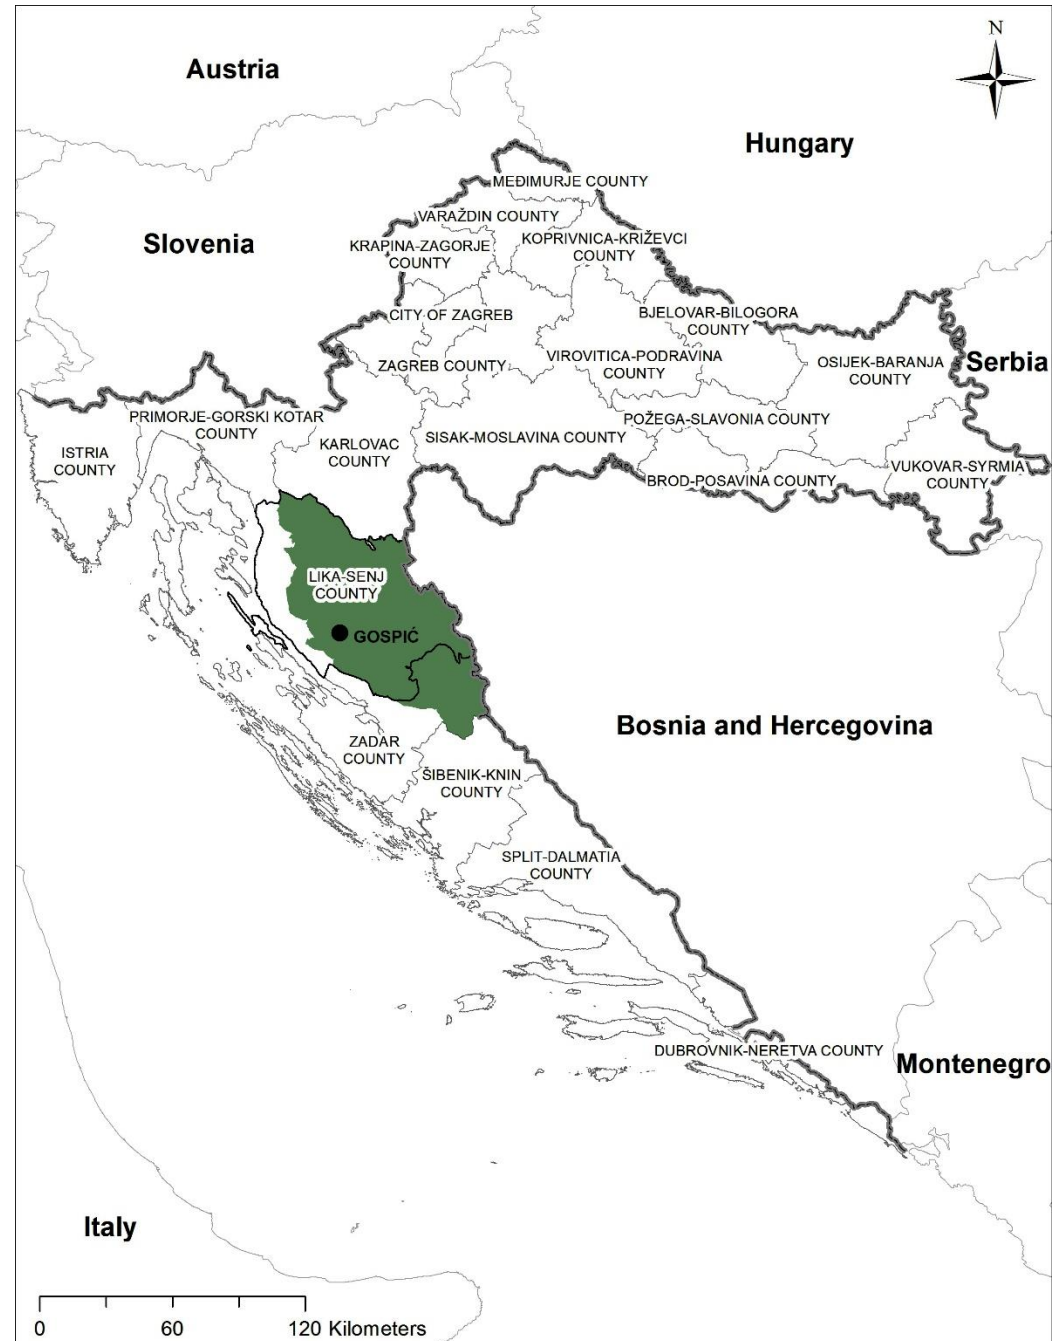 N
Austria
Hungary
MEĐIMURJE COUNTY
VARAŽDIN COUNTY
Slovenia
KRAPINA-ZAGORJE
COUNTY
KOPRIVNICA-KRIŽEVCI
COUNTY
CITY OF ZAGREB
BJELOVAR-BILOGORA
COUNTY
ZAGREB COUNTY
VIROVITICA-PODRAVINA
COUNTY
OSIJEK-BARANJA
COUNTY
Serbia
PRIMORJE-GORSKI KOTAR
COUNTY
ISTRIA
COUNTY
KARLOVAC
COUNTY
SISAK-MOSLAVINA COUNTY
POŽEGA-SLAVONIA COUNTY
BROD-POSAVINA COUNTY
VUKOVAR-SYRMIA
COUNTY
LIKA-SENJ
COUNTY
GOSPIĆ
Bosnia and Hercegovina
ZADAR
COUNTY
ŠIBENIK-KNIN
COUNTY
SPLIT-DALMATIA
COUNTY
DUBROVNIK-NERETVA COUNTY
Montenegro
Italy
0 60 120 Kilometers